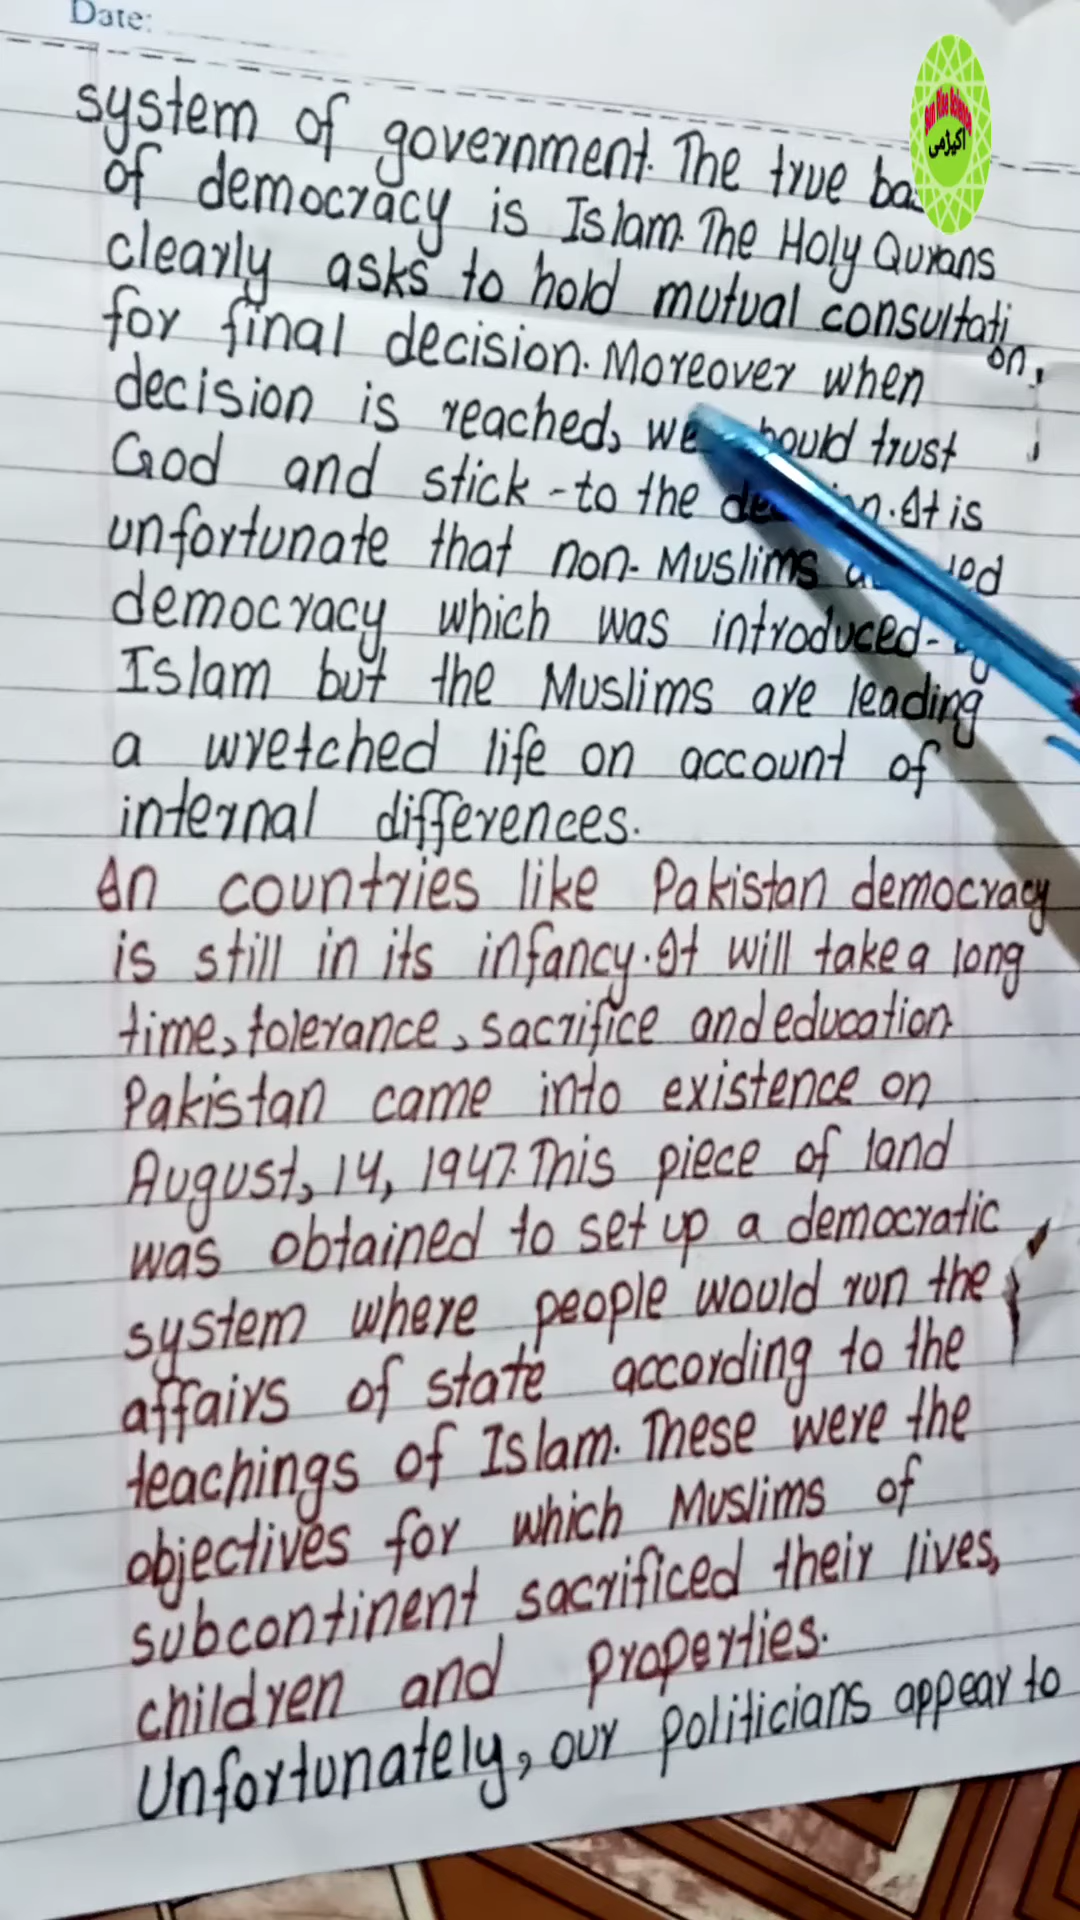 Date:
Sun Rise Science
اکیڈمی
system of government. The true
of democracy is Islam. The Holy Qurans
clearly asks to hold mutual consultation
for final decision. Moreover when
decision is reached, we should trust
God and stick -to the decision. It is
unfortunate that non- Muslims
democracy which was introduced-
Islam but the Muslims are leading
a wretched life on account of
internal differences.
In countries like Pakistan democracy
is still in its infancy. It will take a long
time, tolerance, sacrifice and education.
Pakistan came into existence on
August, 14, 1947. This piece of land
was obtained to set up a democratic
system where people would run the
affairs of state according to the
teachings of Islam. These were the
objectives for which Muslims of
subcontinent sacrificed their lives,
children and properties.
Unfortunately, our politicians appear to